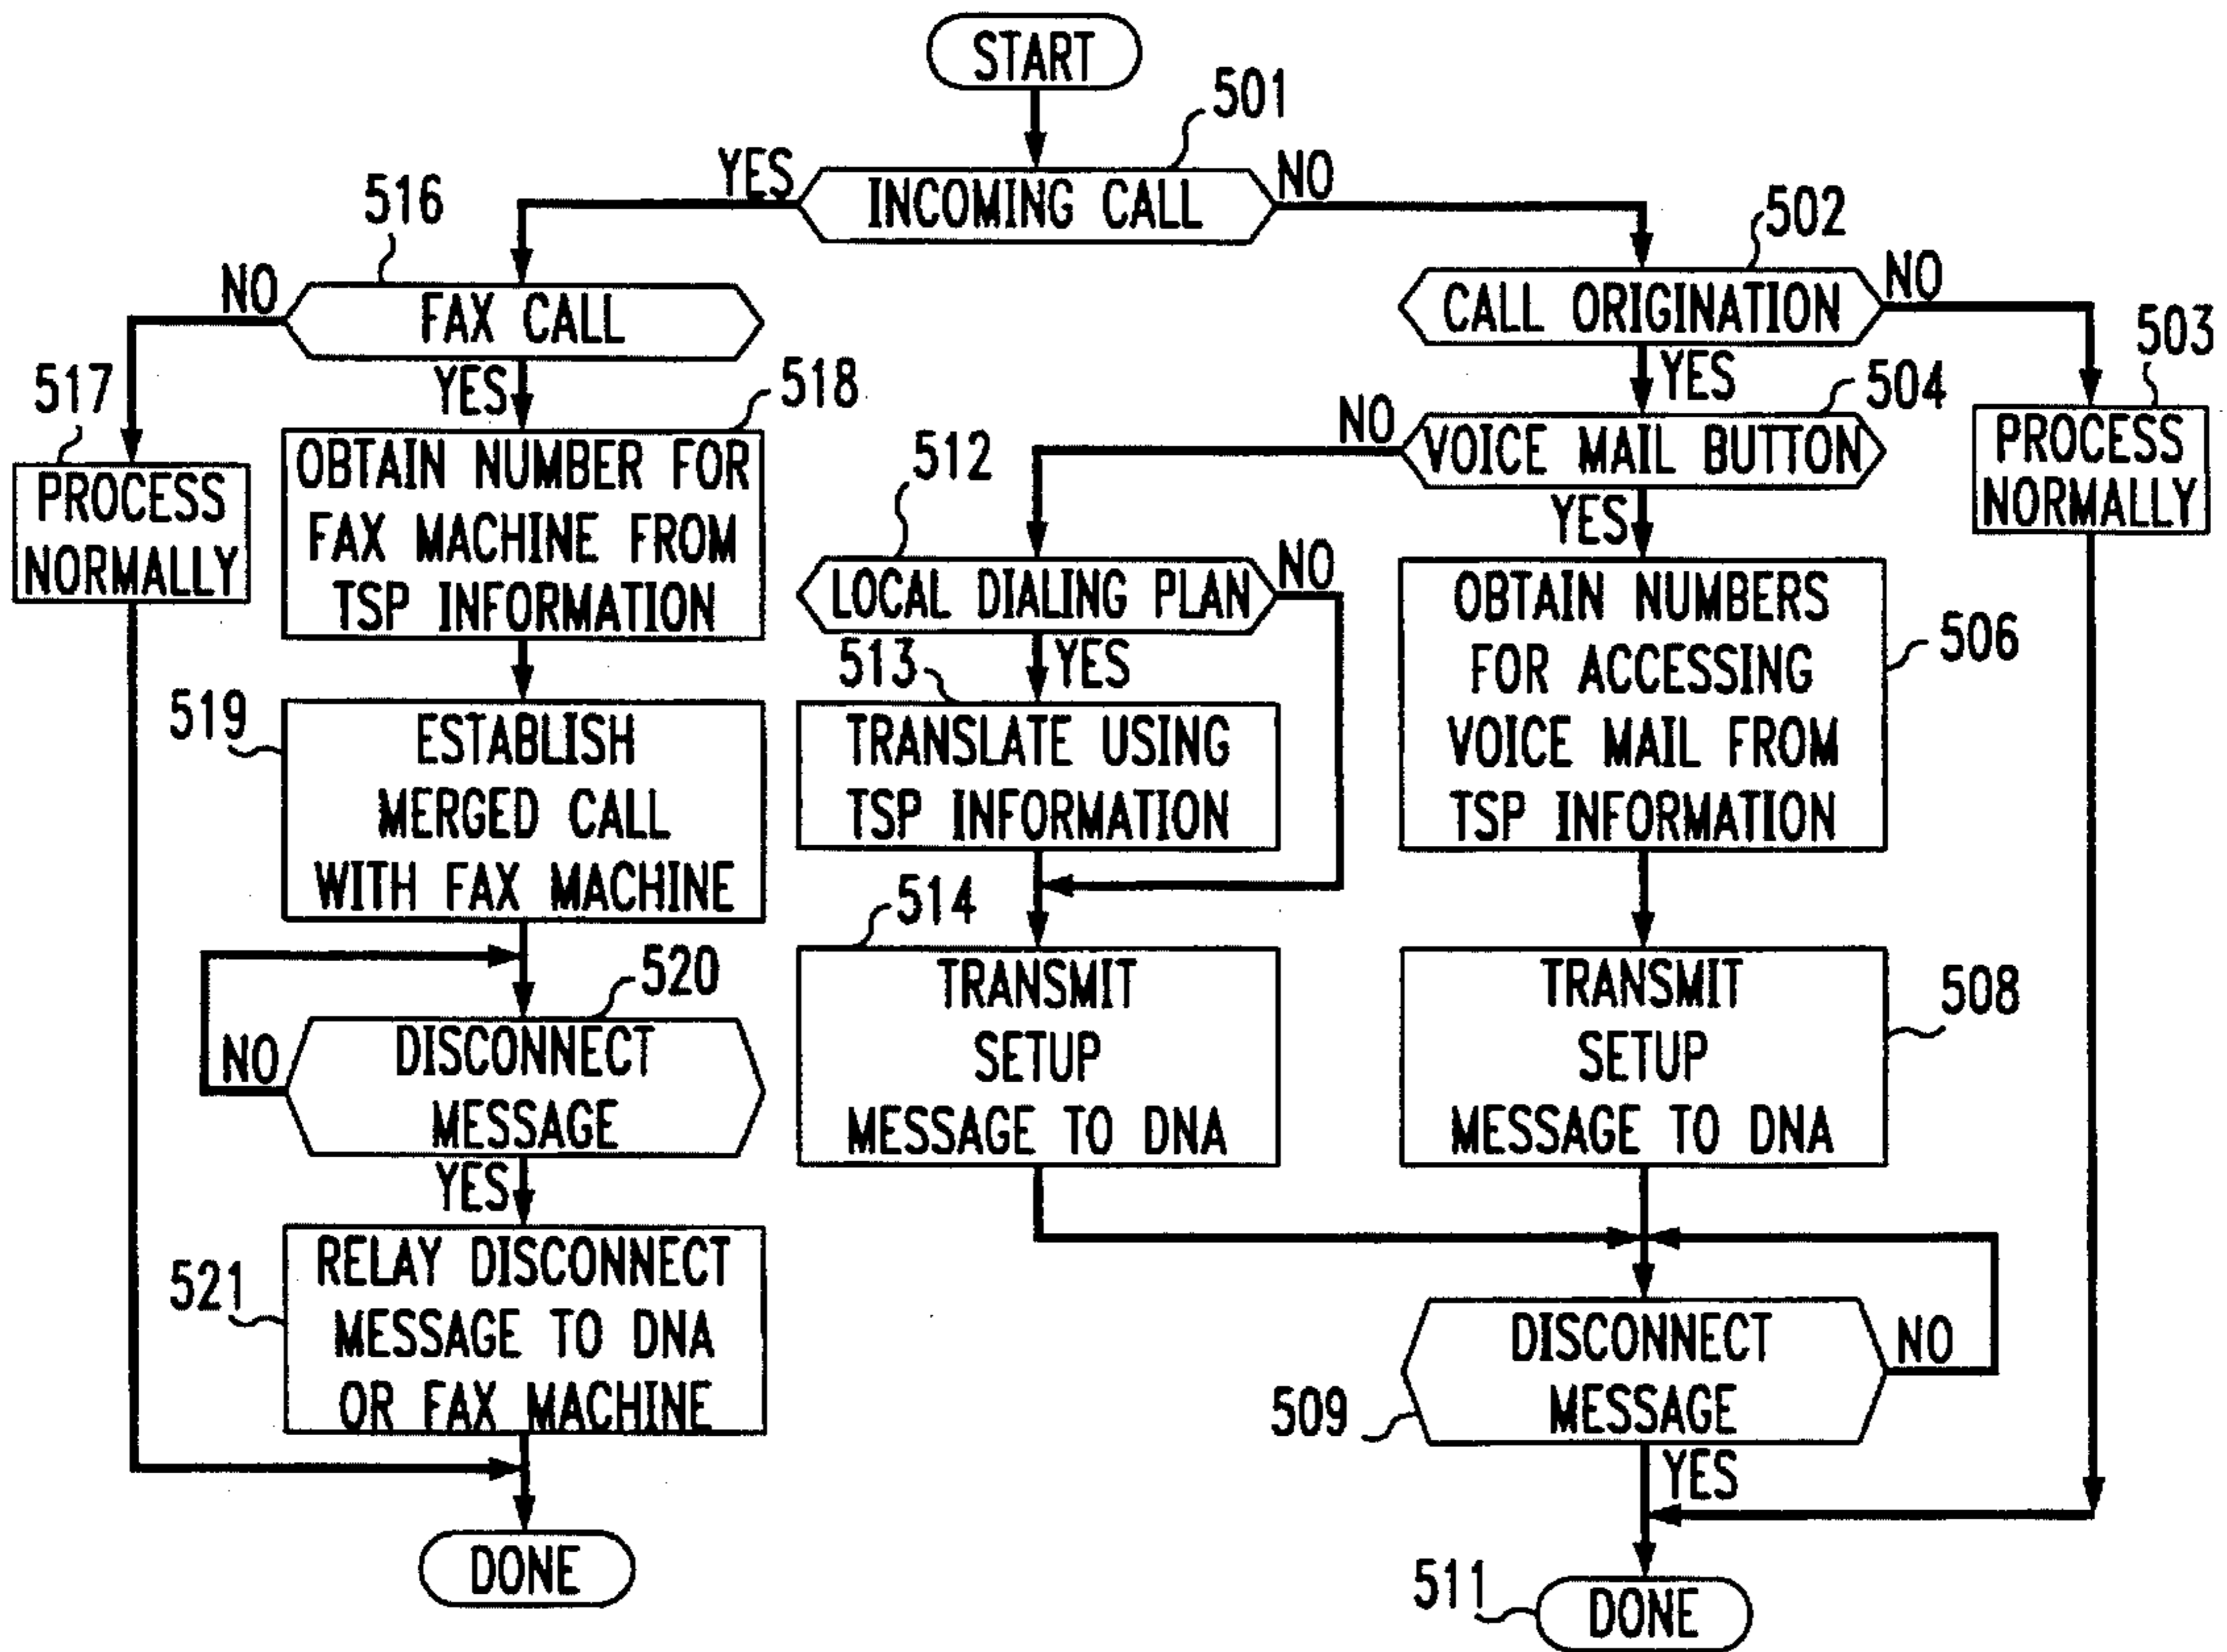 START
501
INCOMING CALL
YES
NO
516
FAX CALL
NO
YES
502
CALL ORIGINATION
NO
YES
503
PROCESS
NORMALLY
517
PROCESS
NORMALLY
518
OBTAIN NUMBER FOR
FAX MACHINE FROM
TSP INFORMATION
519
ESTABLISH
MERGED CALL
WITH FAX MACHINE
520
DISCONNECT
MESSAGE
NO
YES
521
RELAY DISCONNECT
MESSAGE TO DNA
OR FAX MACHINE
DONE
504
VOICE MAIL BUTTON
NO
YES
512
LOCAL DIALING PLAN
NO
YES
513
TRANSLATE USING
TSP INFORMATION
514
TRANSMIT
SETUP
MESSAGE TO DNA
506
OBTAIN NUMBERS
FOR ACCESSING
VOICE MAIL FROM
TSP INFORMATION
508
TRANSMIT
SETUP
MESSAGE TO DNA
509
DISCONNECT
MESSAGE
NO
YES
511
DONE